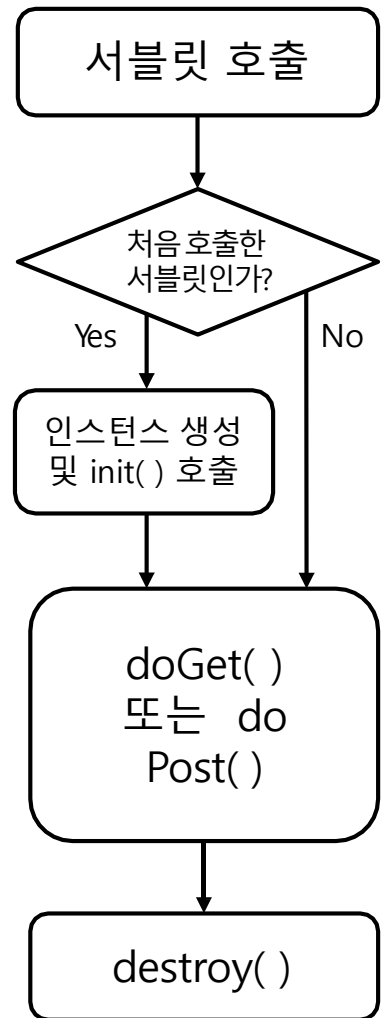 서블릿 호출
처음 호출한
서블릿인가?
Yes
No
인스턴스 생성
및 init( ) 호출
doGet( )
또는 do
Post( )
destroy( )